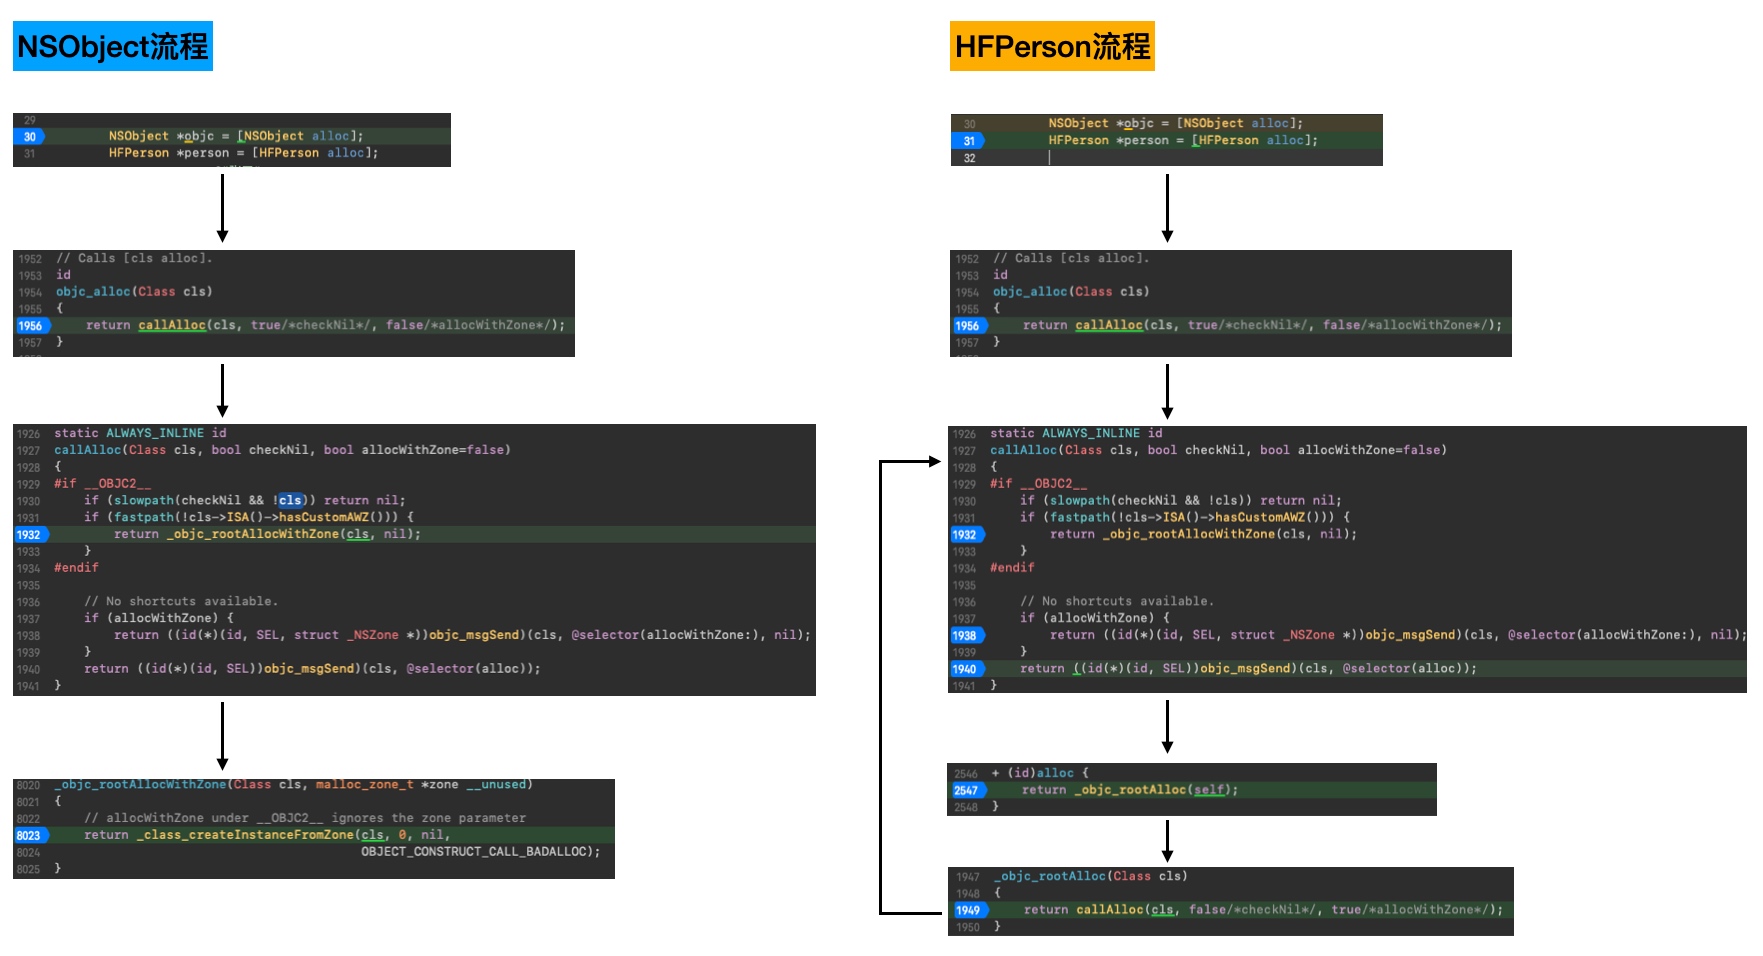 NSObject流程
29
30 NSObject *objc = [NSObject alloc];
31 HFPerson *person = [HFPerson alloc];
1952 // Calls [cls alloc].
1953 id
1954 objc_alloc(Class cls)
1955 {
1956 return callAlloc(cls, true/*checkNil*/, false/*allocWithZone*/);
1957 }
1926 static ALWAYS_INLINE id
1927 callAlloc(Class cls, bool checkNil, bool allocWithZone=false)
1928 {
1929 #if __OBJC2__
1930 if (slowpath(checkNil && !cls)) return nil;
1931 if (fastpath(!cls->ISA()->hasCustomAWZ())) {
1932 return _objc_rootAllocWithZone(cls, nil);
1933 }
1934 #endif
1935
1936 // No shortcuts available.
1937 if (allocWithZone) {
1938 return ((id(*)(id, SEL, struct _NSZone *))objc_msgSend)(cls, @selector(allocWithZone:), nil);
1939 }
1940 return ((id(*)(id, SEL))objc_msgSend)(cls, @selector(alloc));
1941 }
8020 _objc_rootAllocWithZone(Class cls, malloc_zone_t *zone __unused)
8021 {
8022 // allocWithZone under __OBJC2__ ignores the zone parameter
8023 return _class_createInstanceFromZone(cls, 0, nil,
8024 OBJECT_CONSTRUCT_CALL_BADALLOC);
8025 }
HFPerson流程
30 NSObject *objc = [NSObject alloc];
31 HFPerson *person = [HFPerson alloc];
32
1952 // Calls [cls alloc].
1953 id
1954 objc_alloc(Class cls)
1955 {
1956 return callAlloc(cls, true/*checkNil*/, false/*allocWithZone*/);
1957 }
1926 static ALWAYS_INLINE id
1927 callAlloc(Class cls, bool checkNil, bool allocWithZone=false)
1928 {
1929 #if __OBJC2__
1930 if (slowpath(checkNil && !cls)) return nil;
1931 if (fastpath(!cls->ISA()->hasCustomAWZ())) {
1932 return _objc_rootAllocWithZone(cls, nil);
1933 }
1934 #endif
1935
1936 // No shortcuts available.
1937 if (allocWithZone) {
1938 return ((id(*)(id, SEL, struct _NSZone *))objc_msgSend)(cls, @selector(allocWithZone:), nil);
1939 }
1940 return ((id(*)(id, SEL))objc_msgSend)(cls, @selector(alloc));
1941 }
2546 + (id)alloc {
2547 return _objc_rootAlloc(self);
2548 }
1947 _objc_rootAlloc(Class cls)
1948 {
1949 return callAlloc(cls, false/*checkNil*/, true/*allocWithZone*/);
1950 }